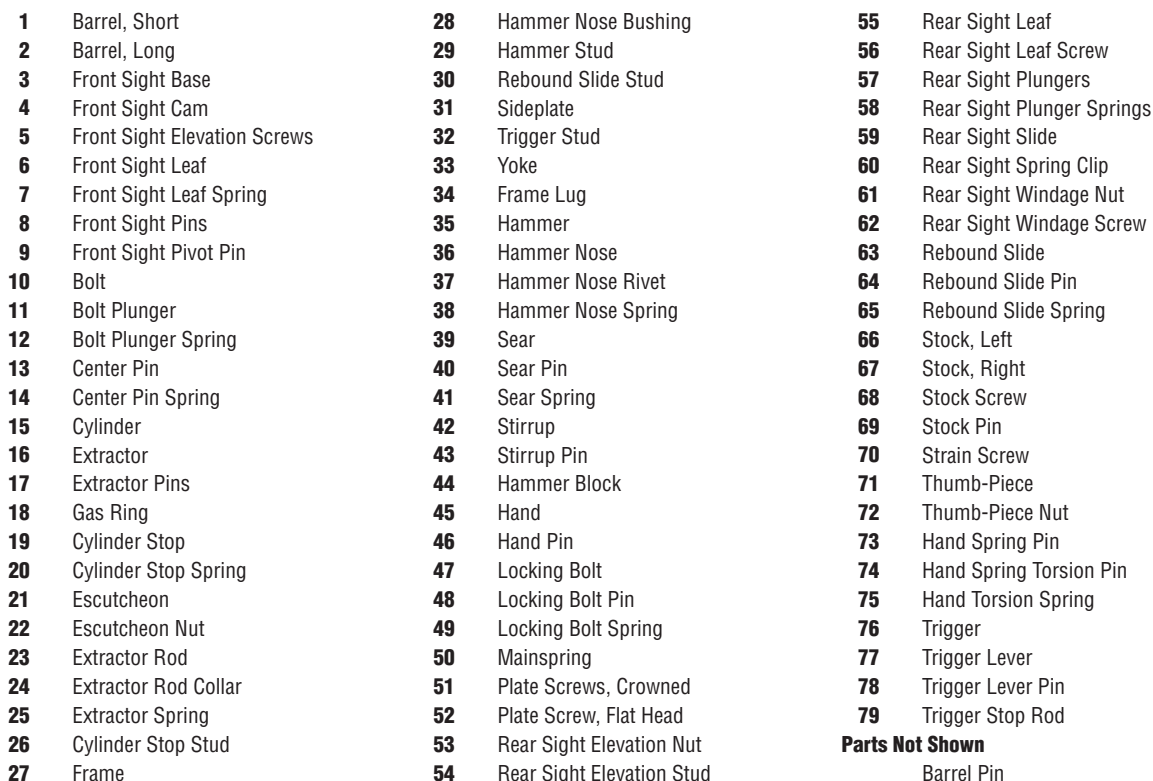 1 Barrel, Short
2 Barrel, Long
3 Front Sight Base
4 Front Sight Cam
5 Front Sight Elevation Screws
6 Front Sight Leaf
7 Front Sight Leaf Spring
8 Front Sight Pins
9 Front Sight Pivot Pin
10 Bolt
11 Bolt Plunger
12 Bolt Plunger Spring
13 Center Pin
14 Center Pin Spring
15 Cylinder
16 Extractor
17 Extractor Pins
18 Gas Ring
19 Cylinder Stop
20 Cylinder Stop Spring
21 Escutcheon
22 Escutcheon Nut
23 Extractor Rod
24 Extractor Rod Collar
25 Extractor Spring
26 Cylinder Stop Stud
27 Frame
28 Hammer Nose Bushing
29 Hammer Stud
30 Rebound Slide Stud
31 Sideplate
32 Trigger Stud
33 Yoke
34 Frame Lug
35 Hammer
36 Hammer Nose
37 Hammer Nose Rivet
38 Hammer Nose Spring
39 Sear
40 Sear Pin
41 Sear Spring
42 Stirrup
43 Stirrup Pin
44 Hammer Block
45 Hand
46 Hand Pin
47 Locking Bolt
48 Locking Bolt Pin
49 Locking Bolt Spring
50 Mainspring
51 Plate Screws, Crowned
52 Plate Screw, Flat Head
53 Rear Sight Elevation Nut
54 Rear Sight Elevation Stud
55 Rear Sight Leaf
56 Rear Sight Leaf Screw
57 Rear Sight Plungers
58 Rear Sight Plunger Springs
59 Rear Sight Slide
60 Rear Sight Spring Clip
61 Rear Sight Windage Nut
62 Rear Sight Windage Screw
63 Rebound Slide
64 Rebound Slide Pin
65 Rebound Slide Spring
66 Stock, Left
67 Stock, Right
68 Stock Screw
69 Stock Pin
70 Strain Screw
71 Thumb-Piece
72 Thumb-Piece Nut
73 Hand Spring Pin
74 Hand Spring Torsion Pin
75 Hand Torsion Spring
76 Trigger
77 Trigger Lever
78 Trigger Lever Pin
79 Trigger Stop Rod
Parts Not Shown
Barrel Pin